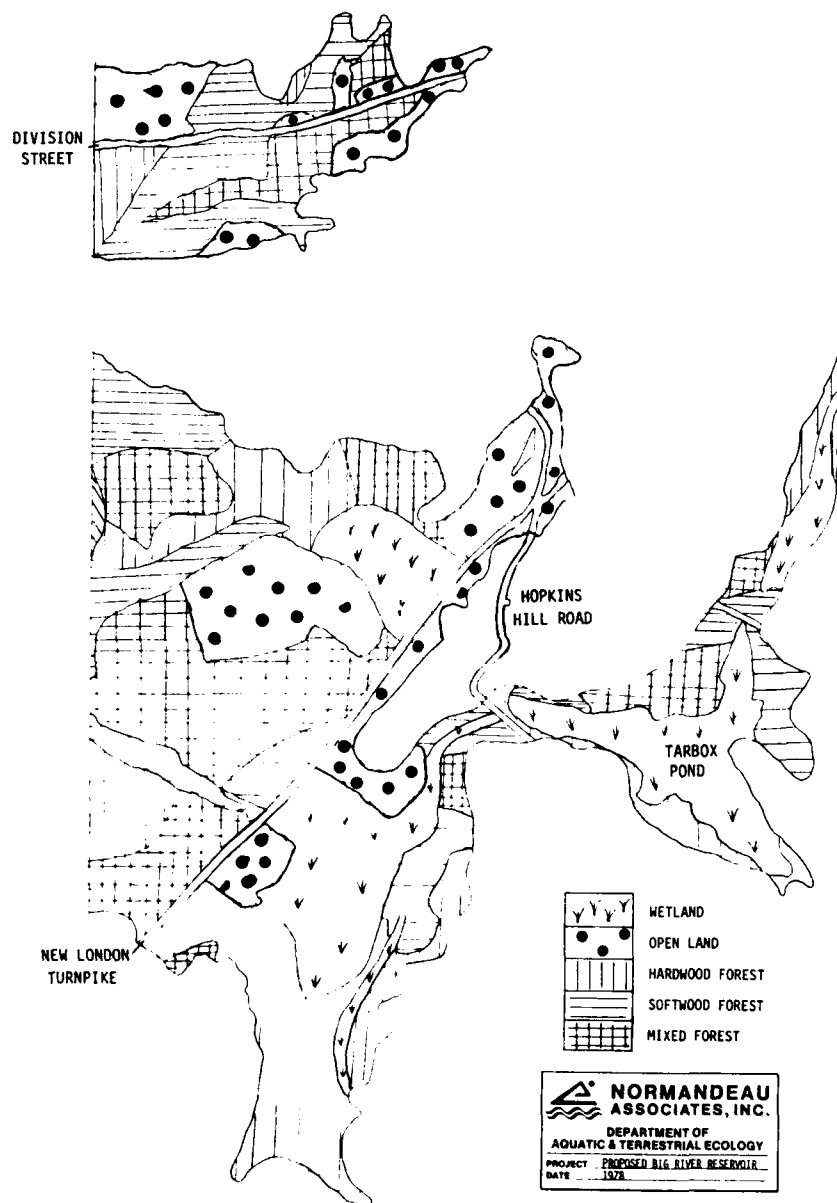 DIVISION
STREET
HOPKINS
HILL ROAD
TARBOX
POND
NEW LONDON
TURNPIKE
WETLAND
OPEN LAND
HARDWOOD FOREST
SOFTWOOD FOREST
MIXED FOREST
NORMANDEAU
ASSOCIATES, INC.
DEPARTMENT OF
AQUATIC & TERRESTRIAL ECOLOGY
PROJECT PROPOSED BIG RIVER RESERVOIR
DATE 1978